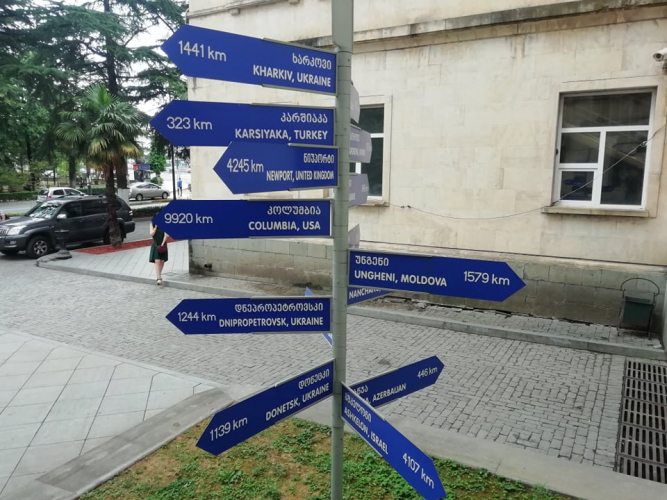 1441 km
ხარკოვი
KHARKIV, UKRAINE
323 km
კარშიაკა
KARSIYAKA, TURKEY
4245 km
ნიუპორტი
NEWPORT, UNITED KINGDOM
9920 km
კოლუმბია
COLUMBIA, USA
უნგენი
UNGHENI, MOLDOVA
1579 km
1244 km
დნეპროპეტროვსკი
DNIPROPETROVSK, UKRAINE
დონეცკი
DONETSK, UKRAINE
1139 km
AZERBAIJAN
446 km
ASHKELON, ISRAEL
4107 km